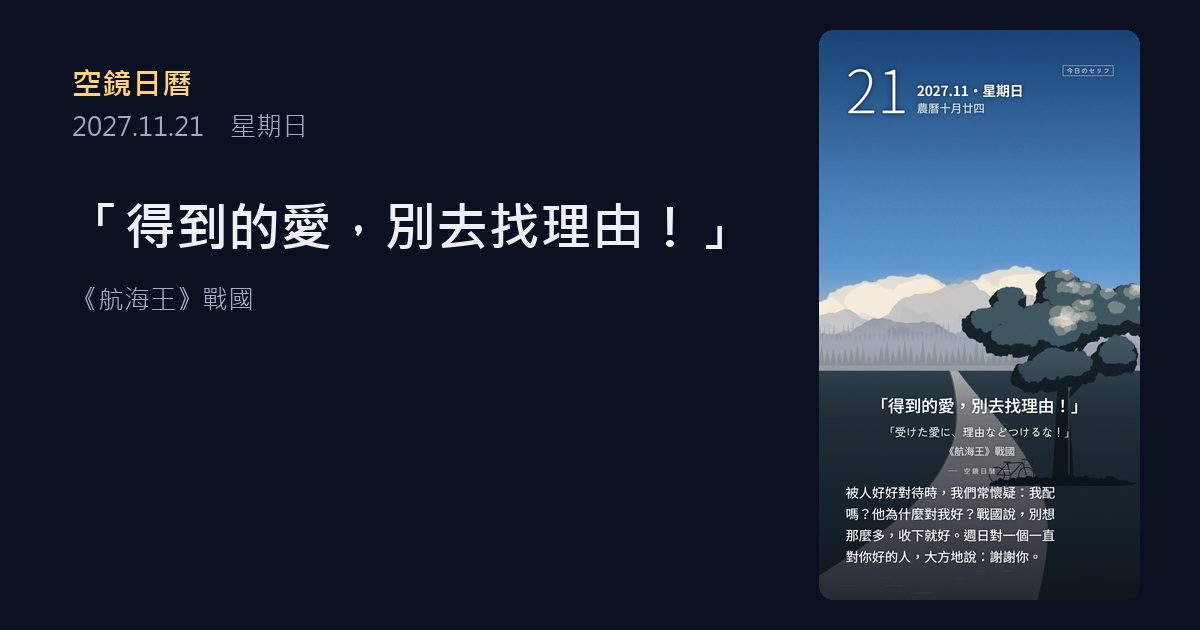 空鏡日曆
2027.11.21 星期日
「得到的愛，別去找理由！」
《航海王》戰國
21
2027.11・星期日
農曆十月廿四
今日のセリフ
「得到的愛，別去找理由！」
「受けた愛に、理由などつけるな！」
《航海王》戰國
— 空鏡日曆
被人好好對待時，我們常懷疑：我配
嗎？他為什麼對我好？戰國說，別想
那麼多，收下就好。週日對一個一直
對你好的人，大方地說：謝謝你。